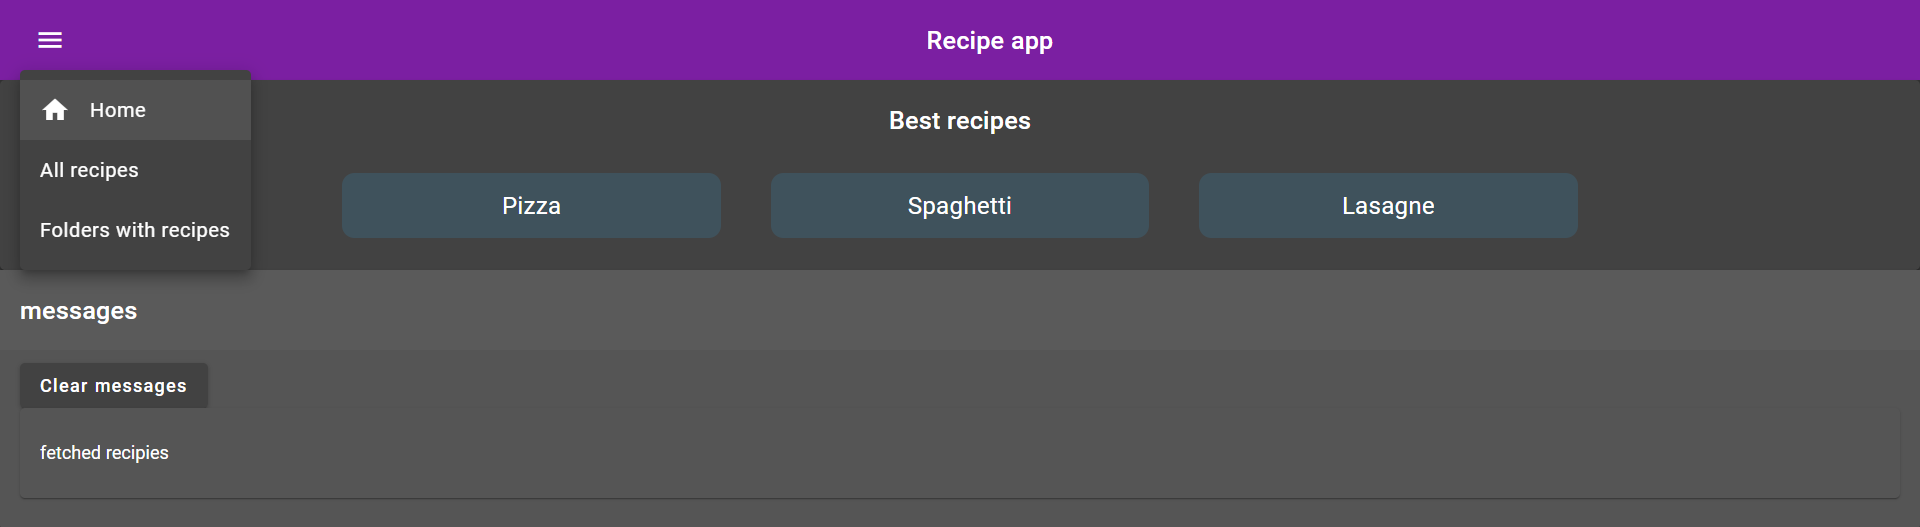 Recipe app
Home
All recipes
Folders with recipes
Best recipes
Pizza
Spaghetti
Lasagne
messages
Clear messages
fetched recipies